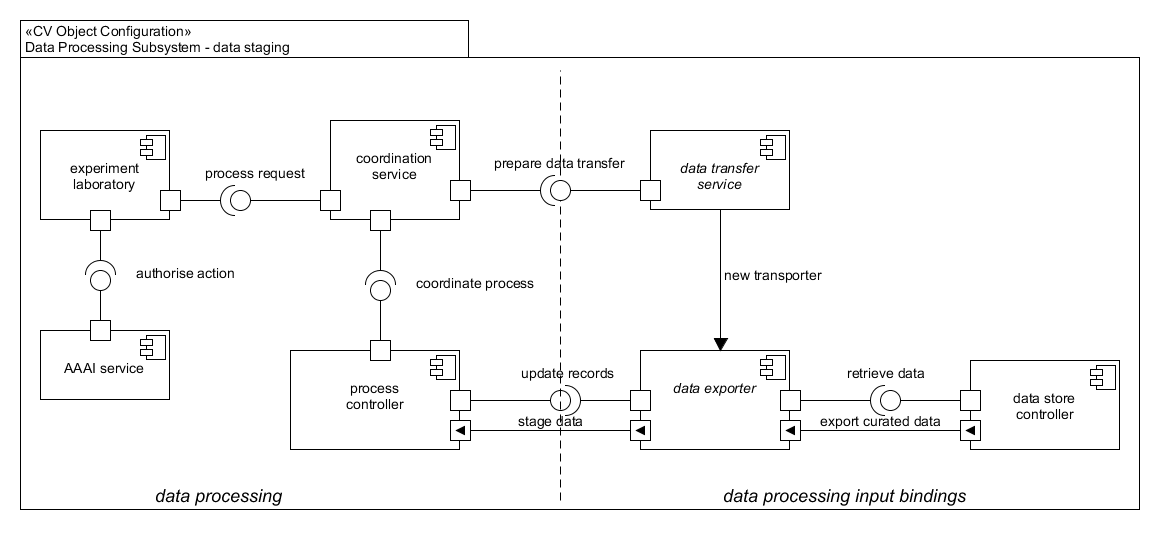 «CV Object Configuration»
Data Processing Subsystem - data staging
experiment
laboratory
process request
coordination
service
prepare data transfer
data transfer
service
authorise action
coordinate process
new transporter
AAAI service
process
controller
update records
stage data
data exporter
retrieve data
export curated data
data store
controller
data processing
data processing input bindings